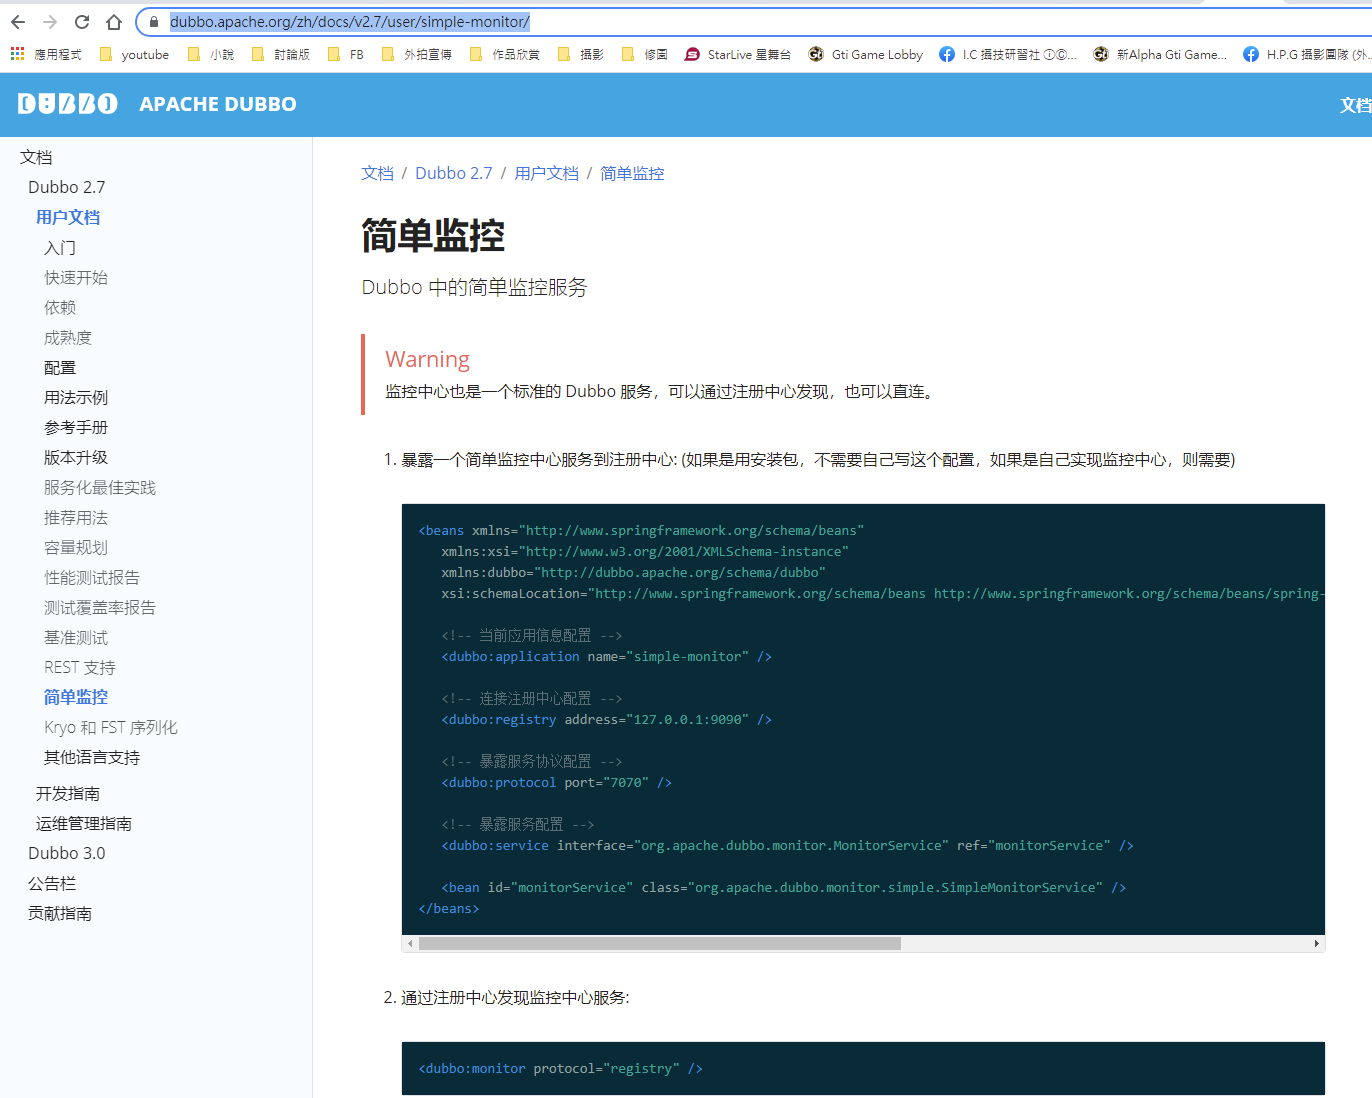 dubbo.apache.org/zh/docs/v2.7/user/simple-monitor/
應用程式 youtube 小說 討論版 FB 外拍宣傳 作品欣賞 攝影 修圖 StarLive 星舞台 Gti Game Lobby I.C 攝技研習社 ①©... 新Alpha Gti Game... H.P.G 攝影團隊 (外...
DUBBO APACHE DUBBO 文档
文档
Dubbo 2.7
用户文档
入门
快速开始
依赖
成熟度
配置
用法示例
参考手册
版本升级
服务化最佳实践
推荐用法
容量规划
性能测试报告
测试覆盖率报告
基准测试
REST 支持
简单监控
Kryo 和 FST 序列化
其他语言支持
开发指南
运维管理指南
Dubbo 3.0
公告栏
贡献指南
文档 / Dubbo 2.7 / 用户文档 / 简单监控
简单监控
Dubbo 中的简单监控服务
Warning
监控中心也是一个标准的 Dubbo 服务，可以通过注册中心发现，也可以直连。
1. 暴露一个简单监控中心服务到注册中心: (如果是用安装包，不需要自己写这个配置，如果是自己实现监控中心，则需要)
<beans xmlns="http://www.springframework.org/schema/beans"
xmlns:xsi="http://www.w3.org/2001/XMLSchema-instance"
xmlns:dubbo="http://dubbo.apache.org/schema/dubbo"
xsi:schemaLocation="http://www.springframework.org/schema/beans http://www.springframework.org/schema/beans/spring-
<!-- 当前应用信息配置 -->
<dubbo:application name="simple-monitor" />
<!-- 连接注册中心配置 -->
<dubbo:registry address="127.0.0.1:9090" />
<!-- 暴露服务协议配置 -->
<dubbo:protocol port="7070" />
<!-- 暴露服务配置 -->
<dubbo:service interface="org.apache.dubbo.monitor.MonitorService" ref="monitorService" />
<bean id="monitorService" class="org.apache.dubbo.monitor.simple.SimpleMonitorService" />
</beans>
2. 通过注册中心发现监控中心服务:
<dubbo:monitor protocol="registry" />